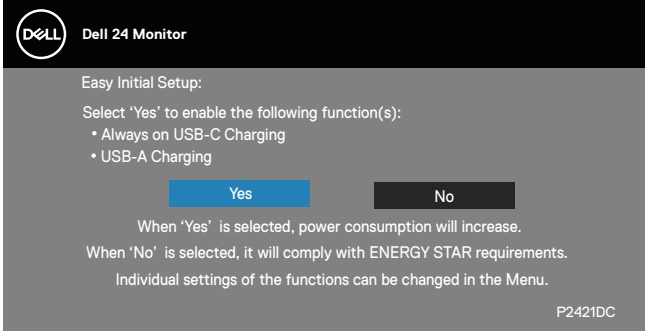 DELL
Dell 24 Monitor
Easy Initial Setup:
Select ‘Yes’ to enable the following function(s):
• Always on USB-C Charging
• USB-A Charging
Yes
No
When ‘Yes’ is selected, power consumption will increase.
When ‘No’ is selected, it will comply with ENERGY STAR requirements.
Individual settings of the functions can be changed in the Menu.
P2421DC